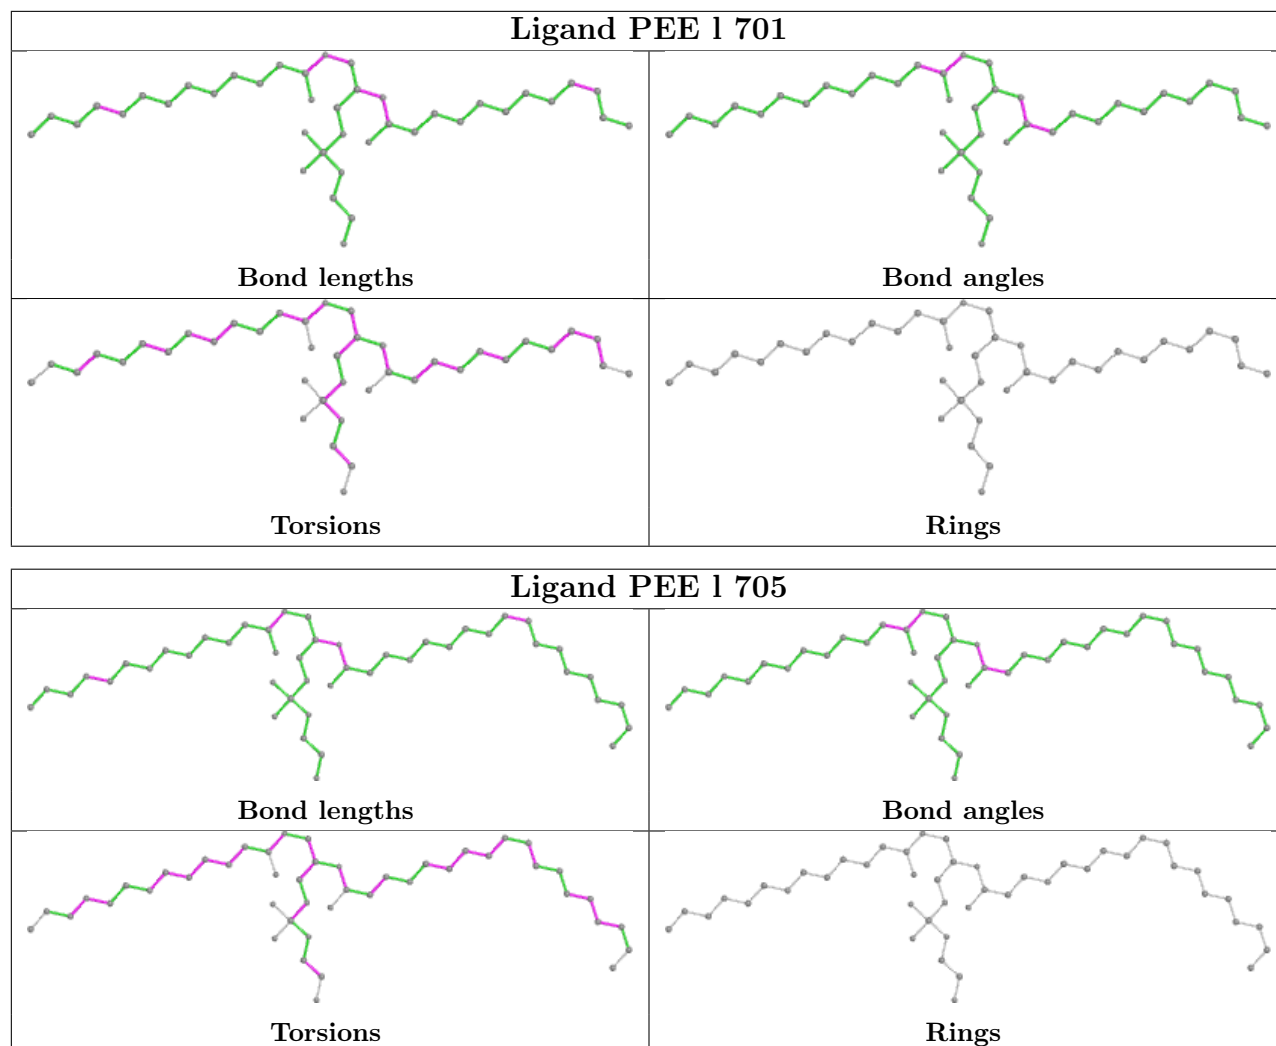 Ligand PEE l 701
Bond lengths
Bond angles
Torsions
Rings
Ligand PEE l 705
Bond lengths
Bond angles
Torsions
Rings